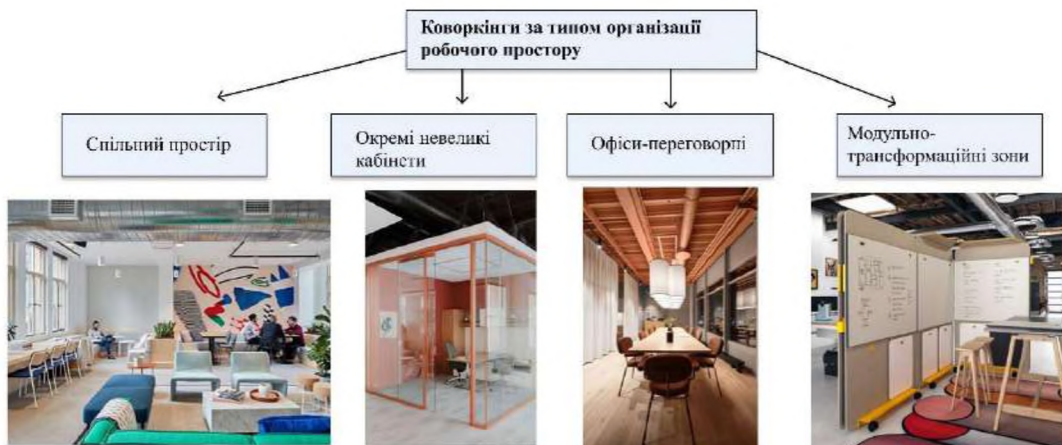 Коворкінги за типом організації
робочого простору
Спільний простір
Окремі невеликі
кабінети
Офіси-переговорні
Модульно-
трансформаційні зони